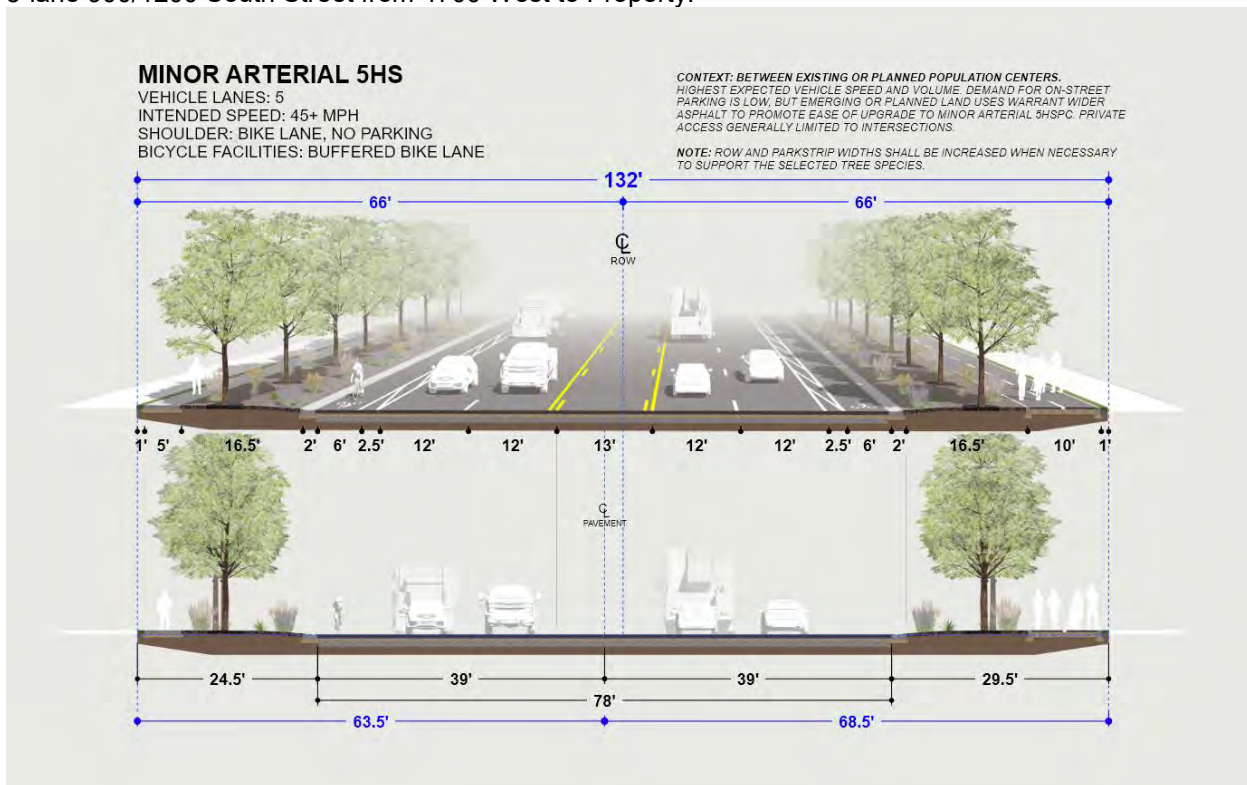 MINOR ARTERIAL 5HS
VEHICLE LANES: 5
INTENDED SPEED: 45+ MPH
SHOULDER: BIKE LANE, NO PARKING
BICYCLE FACILITIES: BUFFERED BIKE LANE
CONTEXT: BETWEEN EXISTING OR PLANNED POPULATION CENTERS.
HIGHEST EXPECTED VEHICLE SPEED AND VOLUME. DEMAND FOR ON-STREET
PARKING IS LOW, BUT EMERGING OR PLANNED LAND USES WARRANT WIDER
ASPHALT TO PROMOTE EASE OF UPGRADE TO MINOR ARTERIAL 5HSPC. PRIVATE
ACCESS GENERALLY LIMITED TO INTERSECTIONS.
NOTE: ROW AND PARKSTRIP WIDTHS SHALL BE INCREASED WHEN NECESSARY
TO SUPPORT THE SELECTED TREE SPECIES.
132'
66' 66'
CL
ROW
1' 5' 16.5' 2' 6' 2.5' 12' 12' 13' 12' 12' 2.5' 6' 2' 16.5' 10' 1'
CL
PAVEMENT
24.5' 39' 39' 29.5'
78'
63.5' 68.5'